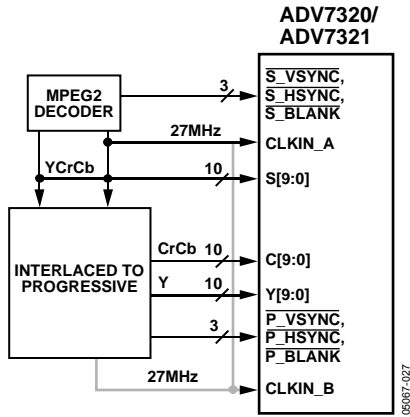 ADV7320/
ADV7321
MPEG2
DECODER
3
S_VSYNC,
S_HSYNC,
S_BLANK
27MHz
CLKIN_A
YCrCb
10
S[9:0]
INTERLACED TO
PROGRESSIVE
CrCb 10
C[9:0]
Y 10
Y[9:0]
3
P_VSYNC,
P_HSYNC,
P_BLANK
27MHz
CLKIN_B
05067-027